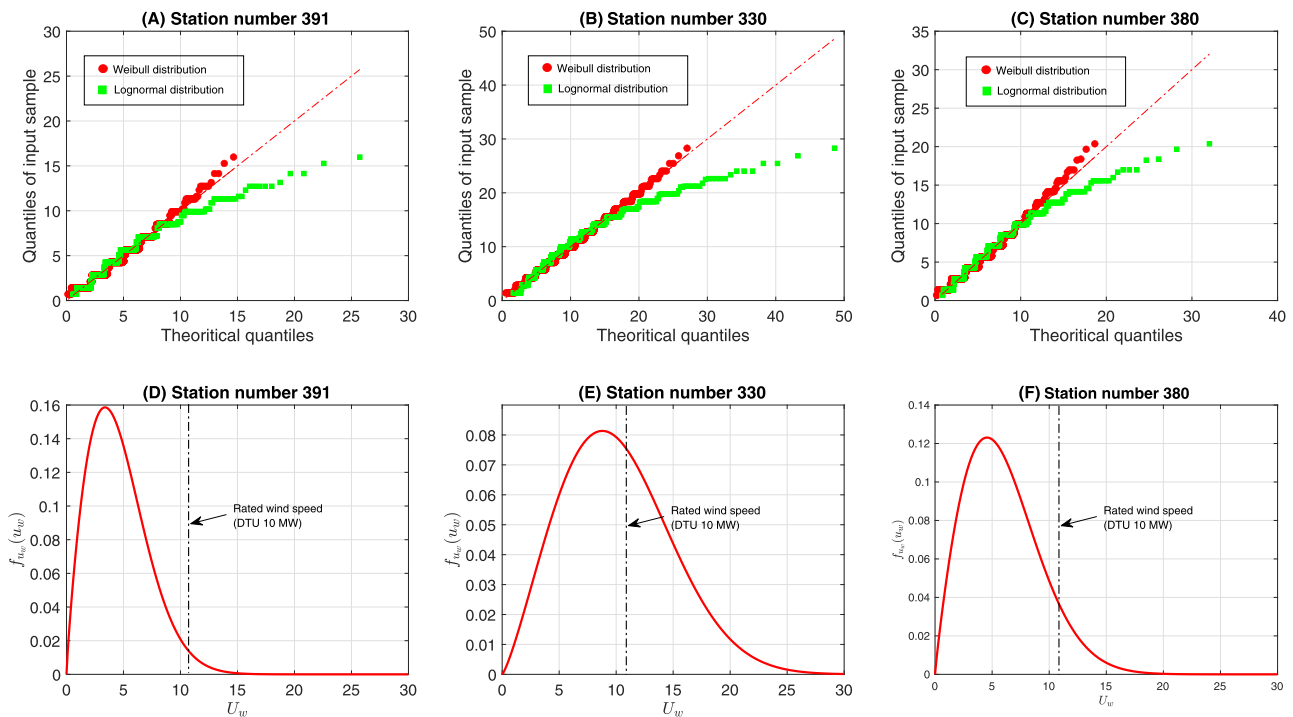 (A) Station number 391
30
25
20
15
10
5
0
Quantiles of input sample
Weibull distribution
Lognormal distribution
0 5 10 15 20 25 30
Theoritical quantiles
(B) Station number 330
50
40
30
20
10
0
Quantiles of input sample
Weibull distribution
Lognormal distribution
0 10 20 30 40 50
Theoritical quantiles
(C) Station number 380
35
30
25
20
15
10
5
0
Quantiles of input sample
Weibull distribution
Lognormal distribution
0 10 20 30 40
Theoritical quantiles
(D) Station number 391
0.16
0.14
0.12
0.1
0.08
0.06
0.04
0.02
0
f_{u_w}(u_w)
Rated wind speed
(DTU 10 MW)
0 5 10 15 20 25 30
U_w
(E) Station number 330
0.08
0.07
0.06
0.05
0.04
0.03
0.02
0.01
0
f_{u_w}(u_w)
Rated wind speed
(DTU 10 MW)
0 5 10 15 20 25 30
U_w
(F) Station number 380
0.14
0.12
0.1
0.08
0.06
0.04
0.02
0
f_{u_w}(u_w)
Rated wind speed
(DTU 10 MW)
0 5 10 15 20 25 30
U_w